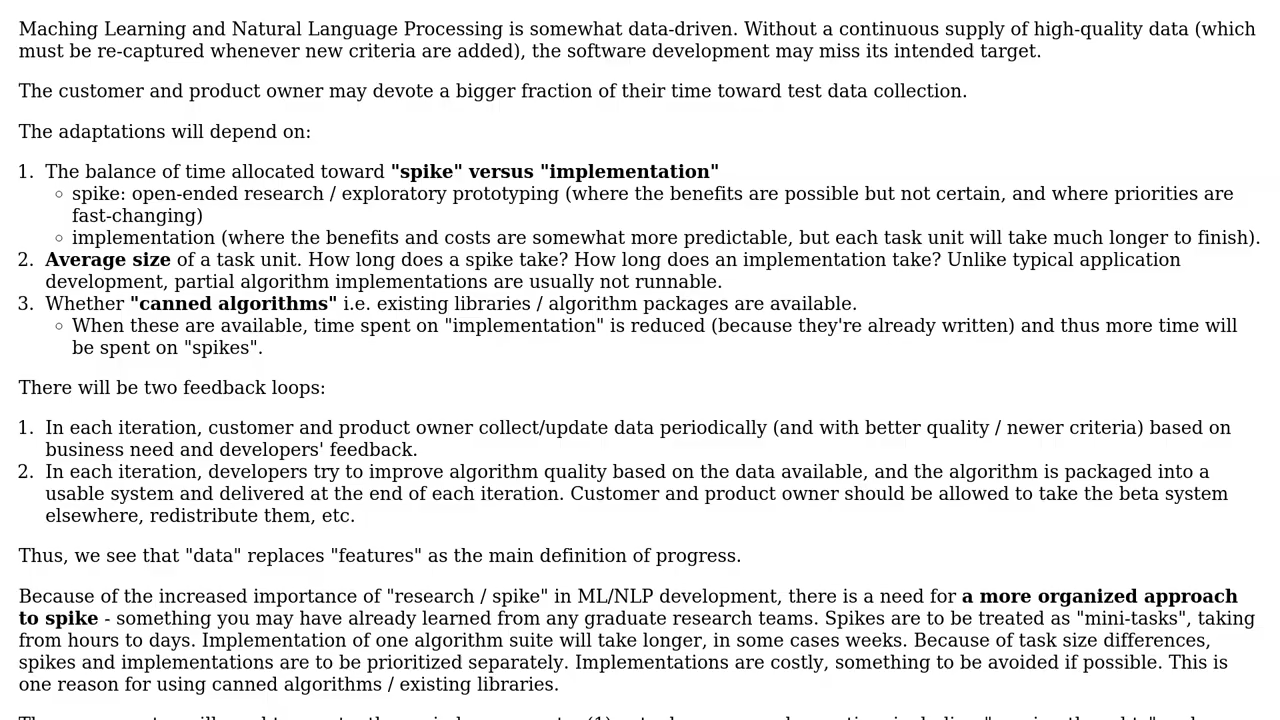 Maching Learning and Natural Language Processing is somewhat data-driven. Without a continuous supply of high-quality data (which
must be re-captured whenever new criteria are added), the software development may miss its intended target.
The customer and product owner may devote a bigger fraction of their time toward test data collection.
The adaptations will depend on:
1. The balance of time allocated toward "spike" versus "implementation"
◦ spike: open-ended research / exploratory prototyping (where the benefits are possible but not certain, and where priorities are
fast-changing)
◦ implementation (where the benefits and costs are somewhat more predictable, but each task unit will take much longer to finish).
2. Average size of a task unit. How long does a spike take? How long does an implementation take? Unlike typical application
development, partial algorithm implementations are usually not runnable.
3. Whether "canned algorithms" i.e. existing libraries / algorithm packages are available.
◦ When these are available, time spent on "implementation" is reduced (because they're already written) and thus more time will
be spent on "spikes".
There will be two feedback loops:
1. In each iteration, customer and product owner collect/update data periodically (and with better quality / newer criteria) based on
business need and developers' feedback.
2. In each iteration, developers try to improve algorithm quality based on the data available, and the algorithm is packaged into a
usable system and delivered at the end of each iteration. Customer and product owner should be allowed to take the beta system
elsewhere, redistribute them, etc.
Thus, we see that "data" replaces "features" as the main definition of progress.
Because of the increased importance of "research / spike" in ML/NLP development, there is a need for a more organized approach
to spike - something you may have already learned from any graduate research teams. Spikes are to be treated as "mini-tasks", taking
from hours to days. Implementation of one algorithm suite will take longer, in some cases weeks. Because of task size differences,
spikes and implementations are to be prioritized separately. Implementations are costly, something to be avoided if possible. This is
one reason for using canned algorithms / existing libraries.